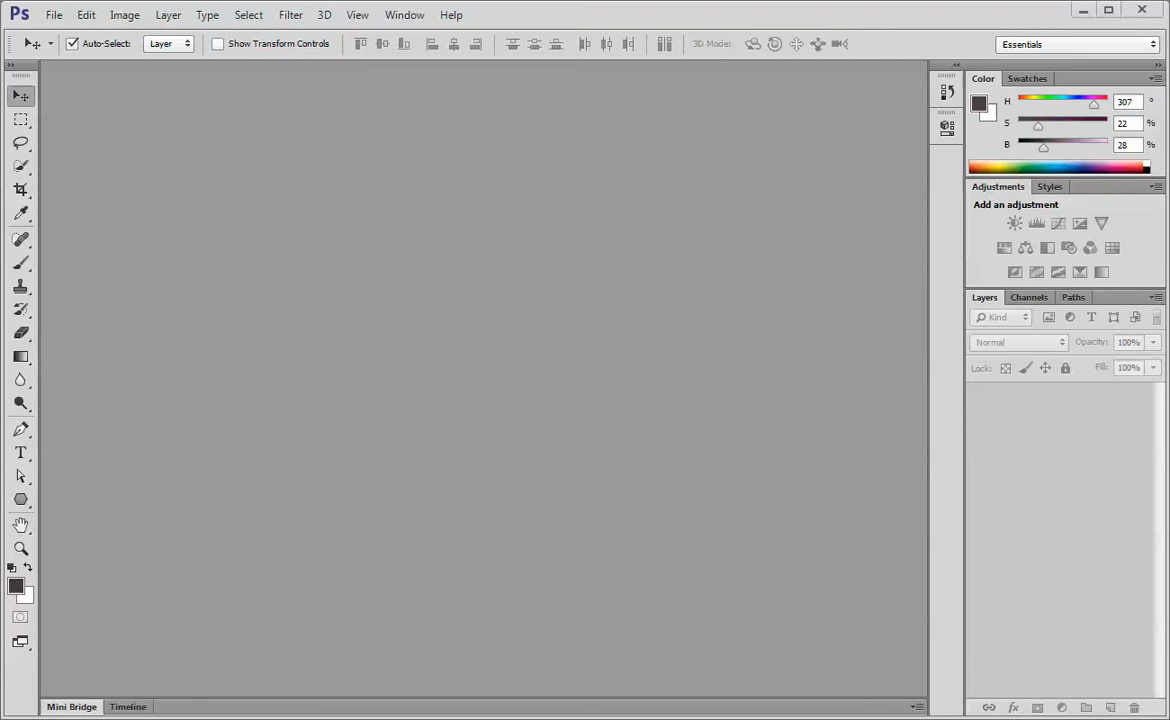 Ps File Edit Image Layer Type Select Filter 3D View Window Help
Auto-Select: Layer Show Transform Controls 3D Mode: Essentials
Color Swatches
H 307 °
S 22 %
B 28 %
Adjustments Styles
Add an adjustment
Layers Channels Paths
Kind
Normal Opacity: 100%
Lock: Fill: 100%
Mini Bridge Timeline